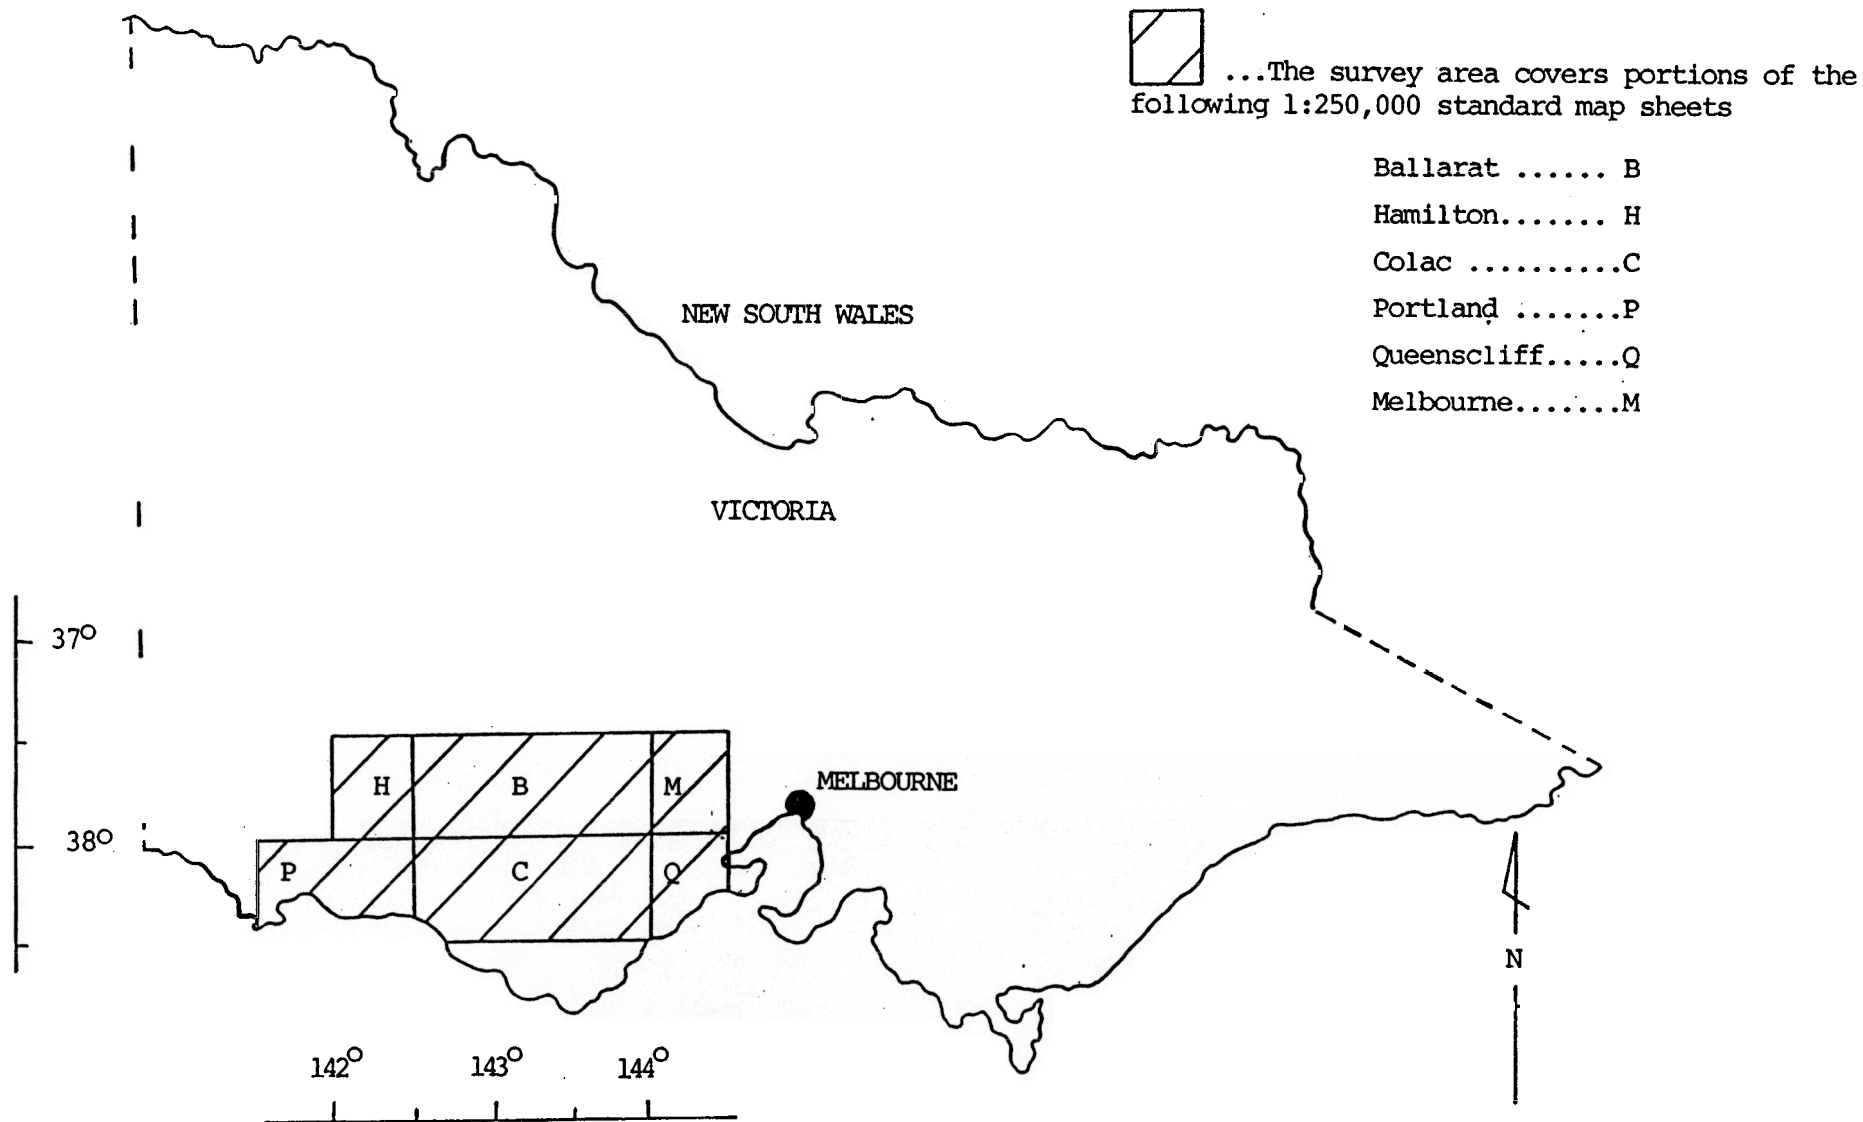 ...The survey area covers portions of the
following 1:250,000 standard map sheets
Ballarat ...... B
Hamilton....... H
Colac ..........C
Portland .......P
Queenscliff.....Q
Melbourne.......M
NEW SOUTH WALES
VICTORIA
37°
MELBOURNE
H B M
38°
P C Q
N
142° 143° 144°